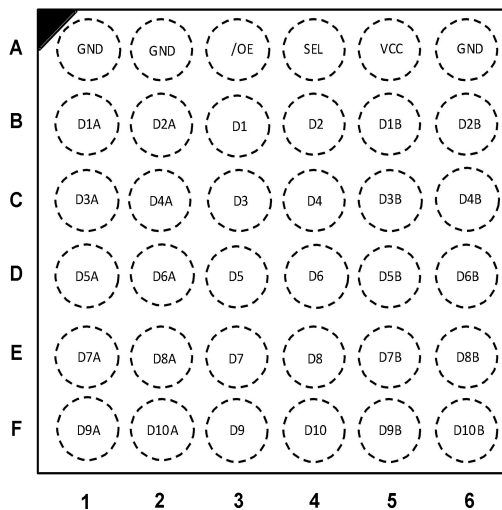 A GND GND /OE SEL VCC GND
B D1A D2A D1 D2 D1B D2B
C D3A D4A D3 D4 D3B D4B
D D5A D6A D5 D6 D5B D6B
E D7A D8A D7 D8 D7B D8B
F D9A D10A D9 D10 D9B D10B
1 2 3 4 5 6